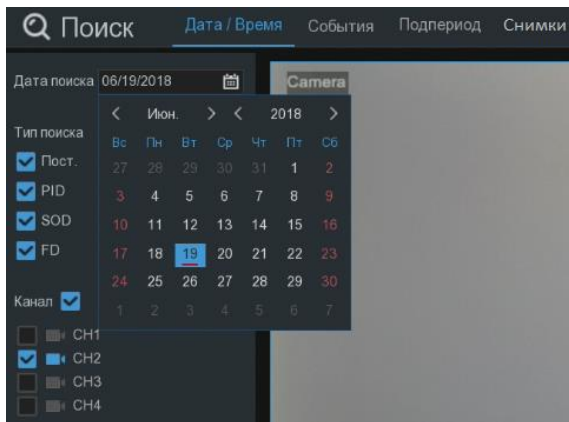 Поиск
Дата / Время События Подпериод Снимки
Дата поиска 06/19/2018
Camera
< Июн. > < 2018 >
Тип поиска
Вс Пн Вт Ср Чт Пт Сб
Пост.
27 28 29 30 31 1 2
PID
3 4 5 6 7 8 9
SOD
10 11 12 13 14 15 16
FD
17 18 19 20 21 22 23
24 25 26 27 28 29 30
Канал
1 2 3 4 5 6 7
CH1
CH2
CH3
CH4